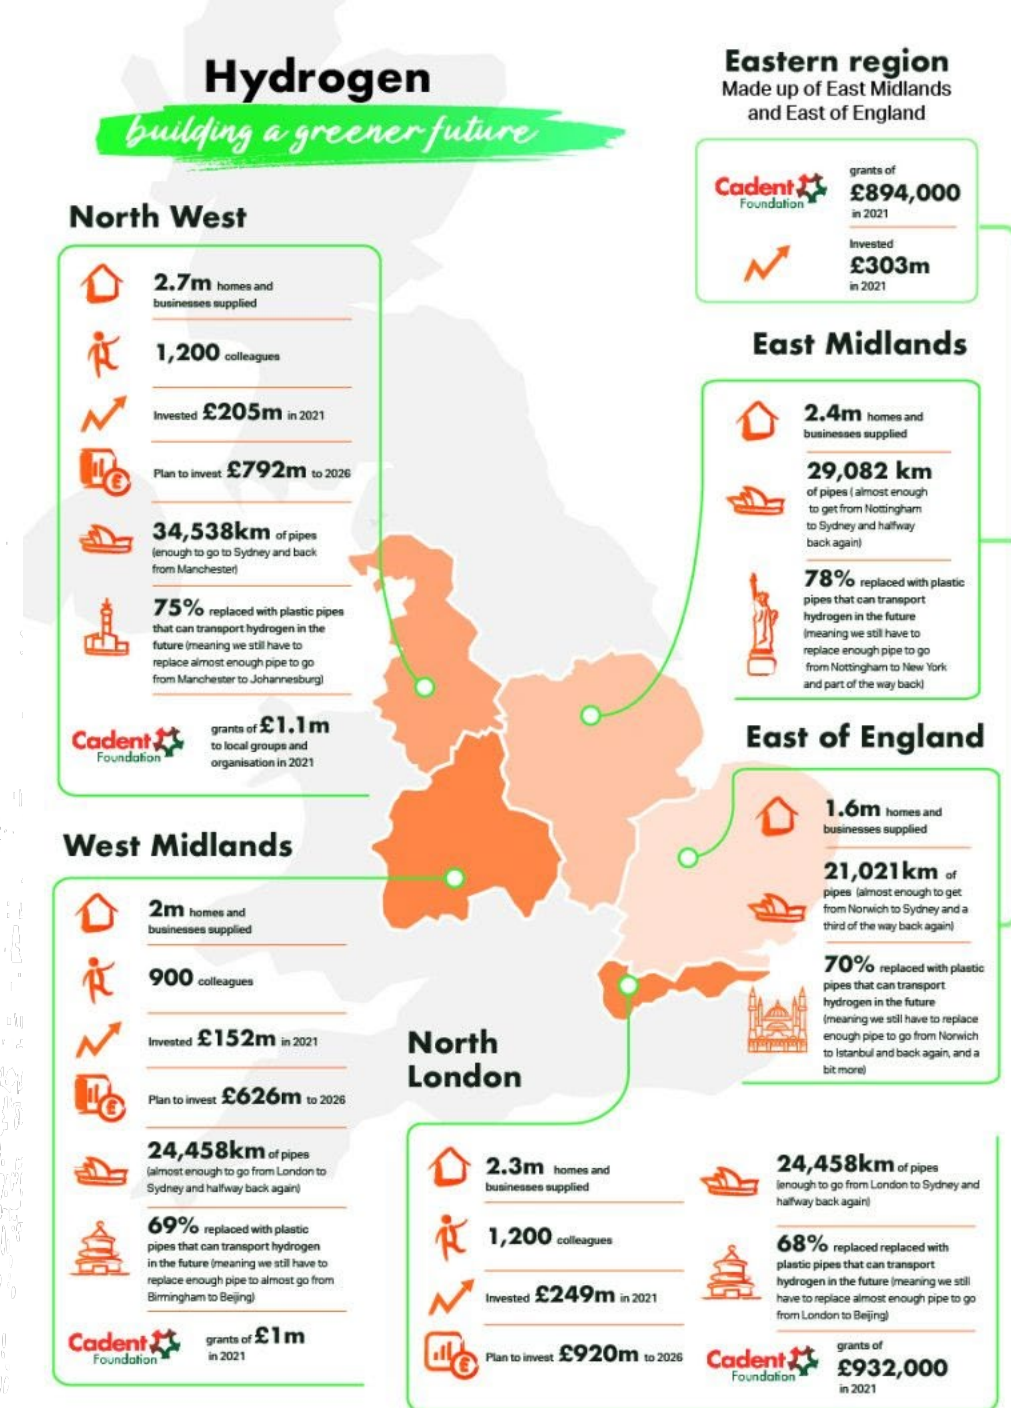 Hydrogen
building a greener future
North West
2.7m homes and
businesses supplied
1,200 colleagues
Invested £205m in 2021
Plan to invest £792m to 2026
34,538km of pipes
(enough to go to Sydney and back
from Manchester)
75% replaced with plastic pipes
that can transport hydrogen in the
future (meaning we still have to
replace almost enough pipe to go
from Manchester to Johannesburg)
Cadent
Foundation
grants of £1.1m
to local groups and
organisation in 2021
West Midlands
2m homes and
businesses supplied
900 colleagues
Invested £152m in 2021
Plan to invest £626m to 2026
24,458km of pipes
(almost enough to go from London to
Sydney and halfway back again)
69% replaced with plastic
pipes that can transport hydrogen
in the future (meaning we still have to
replace enough pipe to almost go from
Birmingham to Beijing)
Cadent
Foundation
grants of £1m
in 2021
Eastern region
Made up of East Midlands
and East of England
Cadent
Foundation
grants of
£894,000
in 2021
Invested
£303m
in 2021
East Midlands
2.4m homes and
businesses supplied
29,082 km
of pipes ( almost enough
to get from Nottingham
to Sydney and halfway
back again)
78% replaced with plastic
pipes that can transport
hydrogen in the future
(meaning we still have to
replace enough pipe to go
from Nottingham to New York
and part of the way back)
East of England
1.6m homes and
businesses supplied
21,021km of
pipes (almost enough to get
from Norwich to Sydney and a
third of the way back again)
70% replaced with plastic
pipes that can transport
hydrogen in the future
(meaning we still have to replace
enough pipe to go from Norwich
to Istanbul and back again, and a
bit more)
North
London
2.3m homes and
businesses supplied
1,200 colleagues
Invested £249m in 2021
Plan to invest £920m to 2026
24,458km of pipes
(enough to go from London to Sydney and
halfway back again)
68% replaced replaced with
plastic pipes that can transport
hydrogen in the future (meaning we still
have to replace almost enough pipe to go
from London to Beijing)
Cadent
Foundation
grants of
£932,000
in 2021